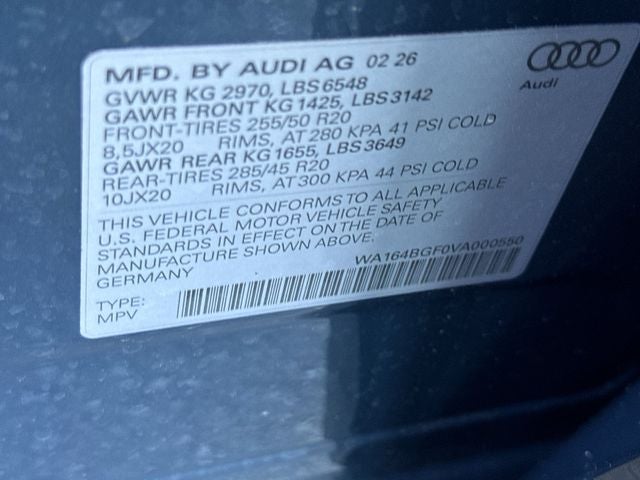 MFD. BY AUDI AG 02 26
GVWR KG 2970, LBS 6548
GAWR FRONT KG 1425, LBS 3142
FRONT-TIRES 255/50 R20
8,5JX20 RIMS, AT 280 KPA 41 PSI COLD
GAWR REAR KG 1655, LBS 3649
REAR-TIRES 285/45 R20
10JX20 RIMS, AT 300 KPA 44 PSI COLD
THIS VEHICLE CONFORMS TO ALL APPLICABLE
U.S. FEDERAL MOTOR VEHICLE SAFETY
STANDARDS IN EFFECT ON THE DATE OF
MANUFACTURE SHOWN ABOVE.
GERMANY
WA164BGF0VA000550
TYPE:
MPV
Audi